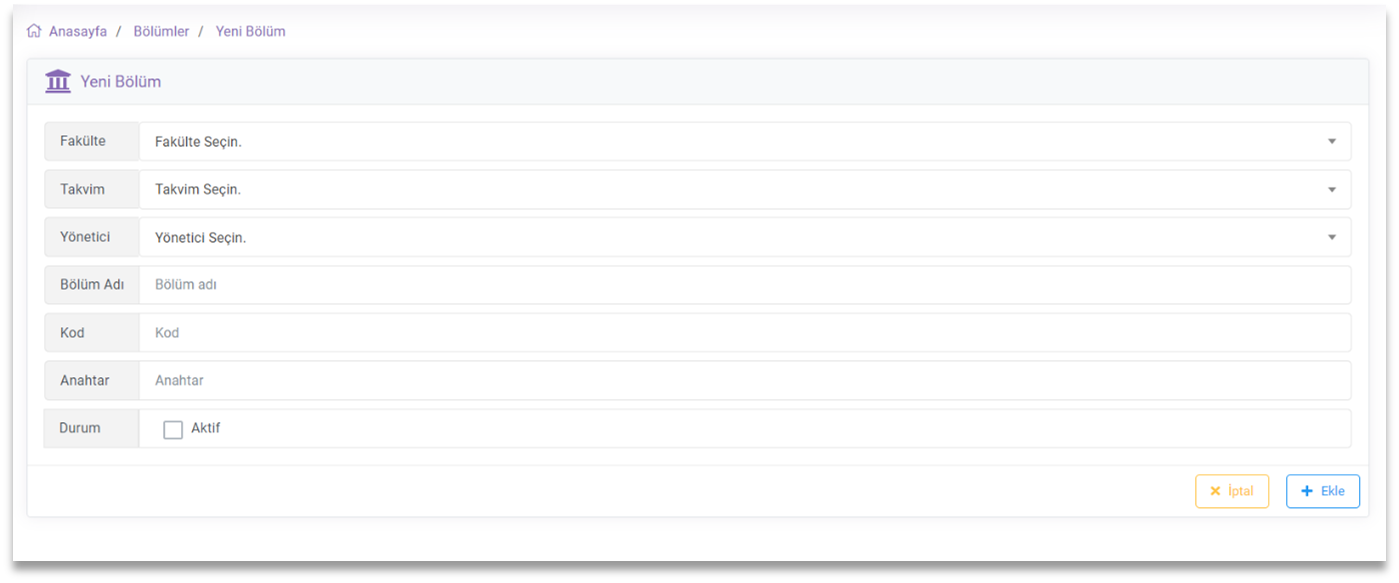 Anasayfa / Bölümler / Yeni Bölüm
Yeni Bölüm
Fakülte Fakülte Seçin.
Takvim Takvim Seçin.
Yönetici Yönetici Seçin.
Bölüm Adı Bölüm adı
Kod Kod
Anahtar Anahtar
Durum Aktif
İptal Ekle